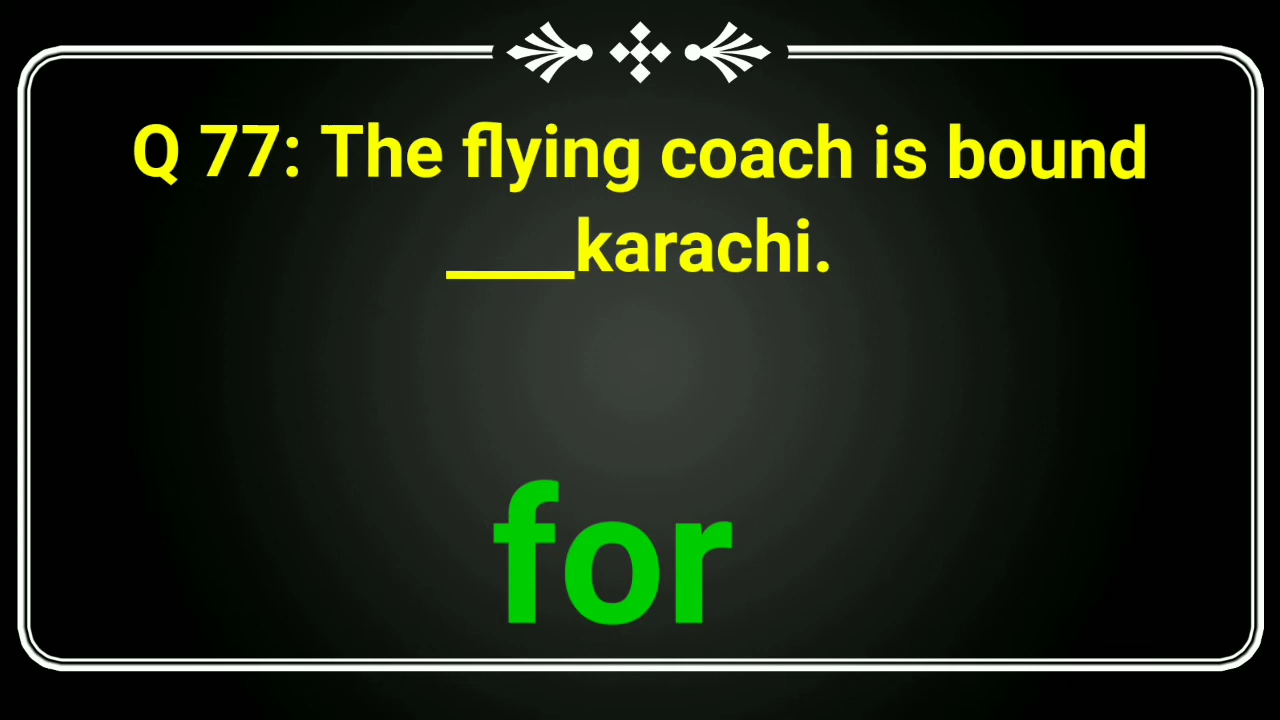 Q 77: The flying coach is bound
____karachi.
for